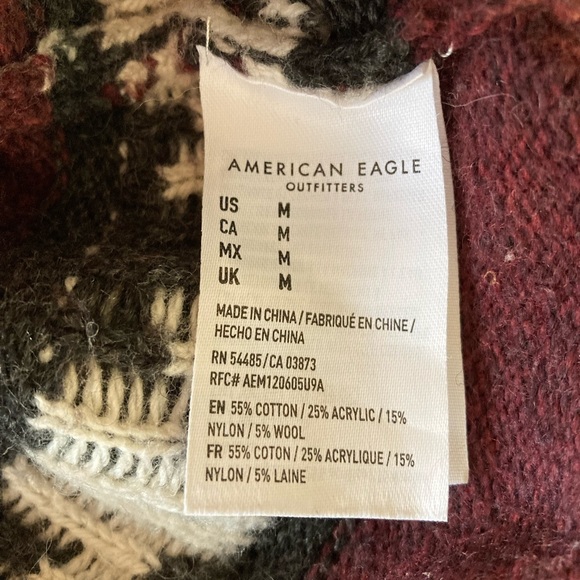 AMERICAN EAGLE
OUTFITTERS
US M
CA M
MX M
UK M
MADE IN CHINA / FABRIQUÉ EN CHINE /
HECHO EN CHINA
RN 54485 / CA 03873
RFC# AEM120605U9A
EN 55% COTTON / 25% ACRYLIC / 15%
NYLON / 5% WOOL
FR 55% COTON / 25% ACRYLIQUE / 15%
NYLON / 5% LAINE